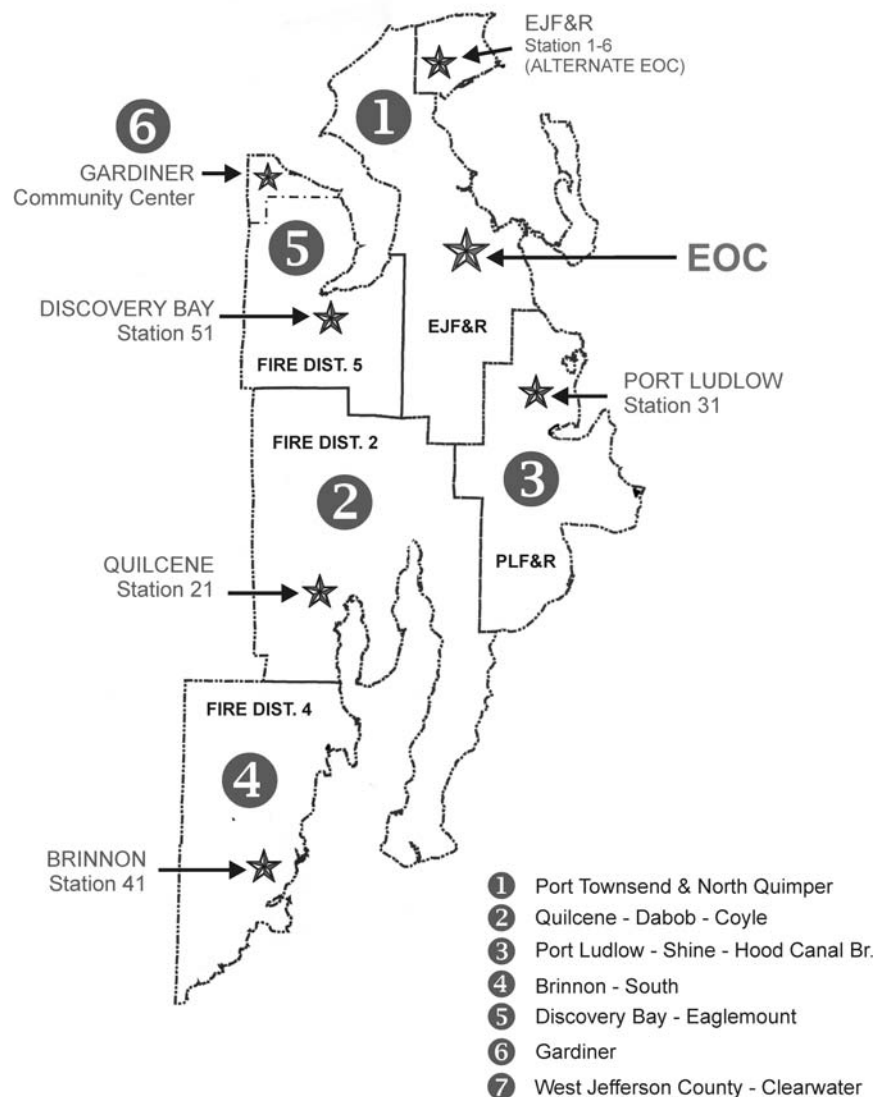 EJF&R
Station 1-6
(ALTERNATE EOC)
6
1
GARDINER
Community Center
5
EOC
DISCOVERY BAY
Station 51
EJF&R
FIRE DIST. 5
PORT LUDLOW
Station 31
FIRE DIST. 2
2
3
QUILCENE
Station 21
PLF&R
FIRE DIST. 4
4
BRINNON
Station 41
1 Port Townsend & North Quimper
2 Quilcene - Dabob - Coyle
3 Port Ludlow - Shine - Hood Canal Br.
4 Brinnon - South
5 Discovery Bay - Eaglemount
6 Gardiner
7 West Jefferson County - Clearwater